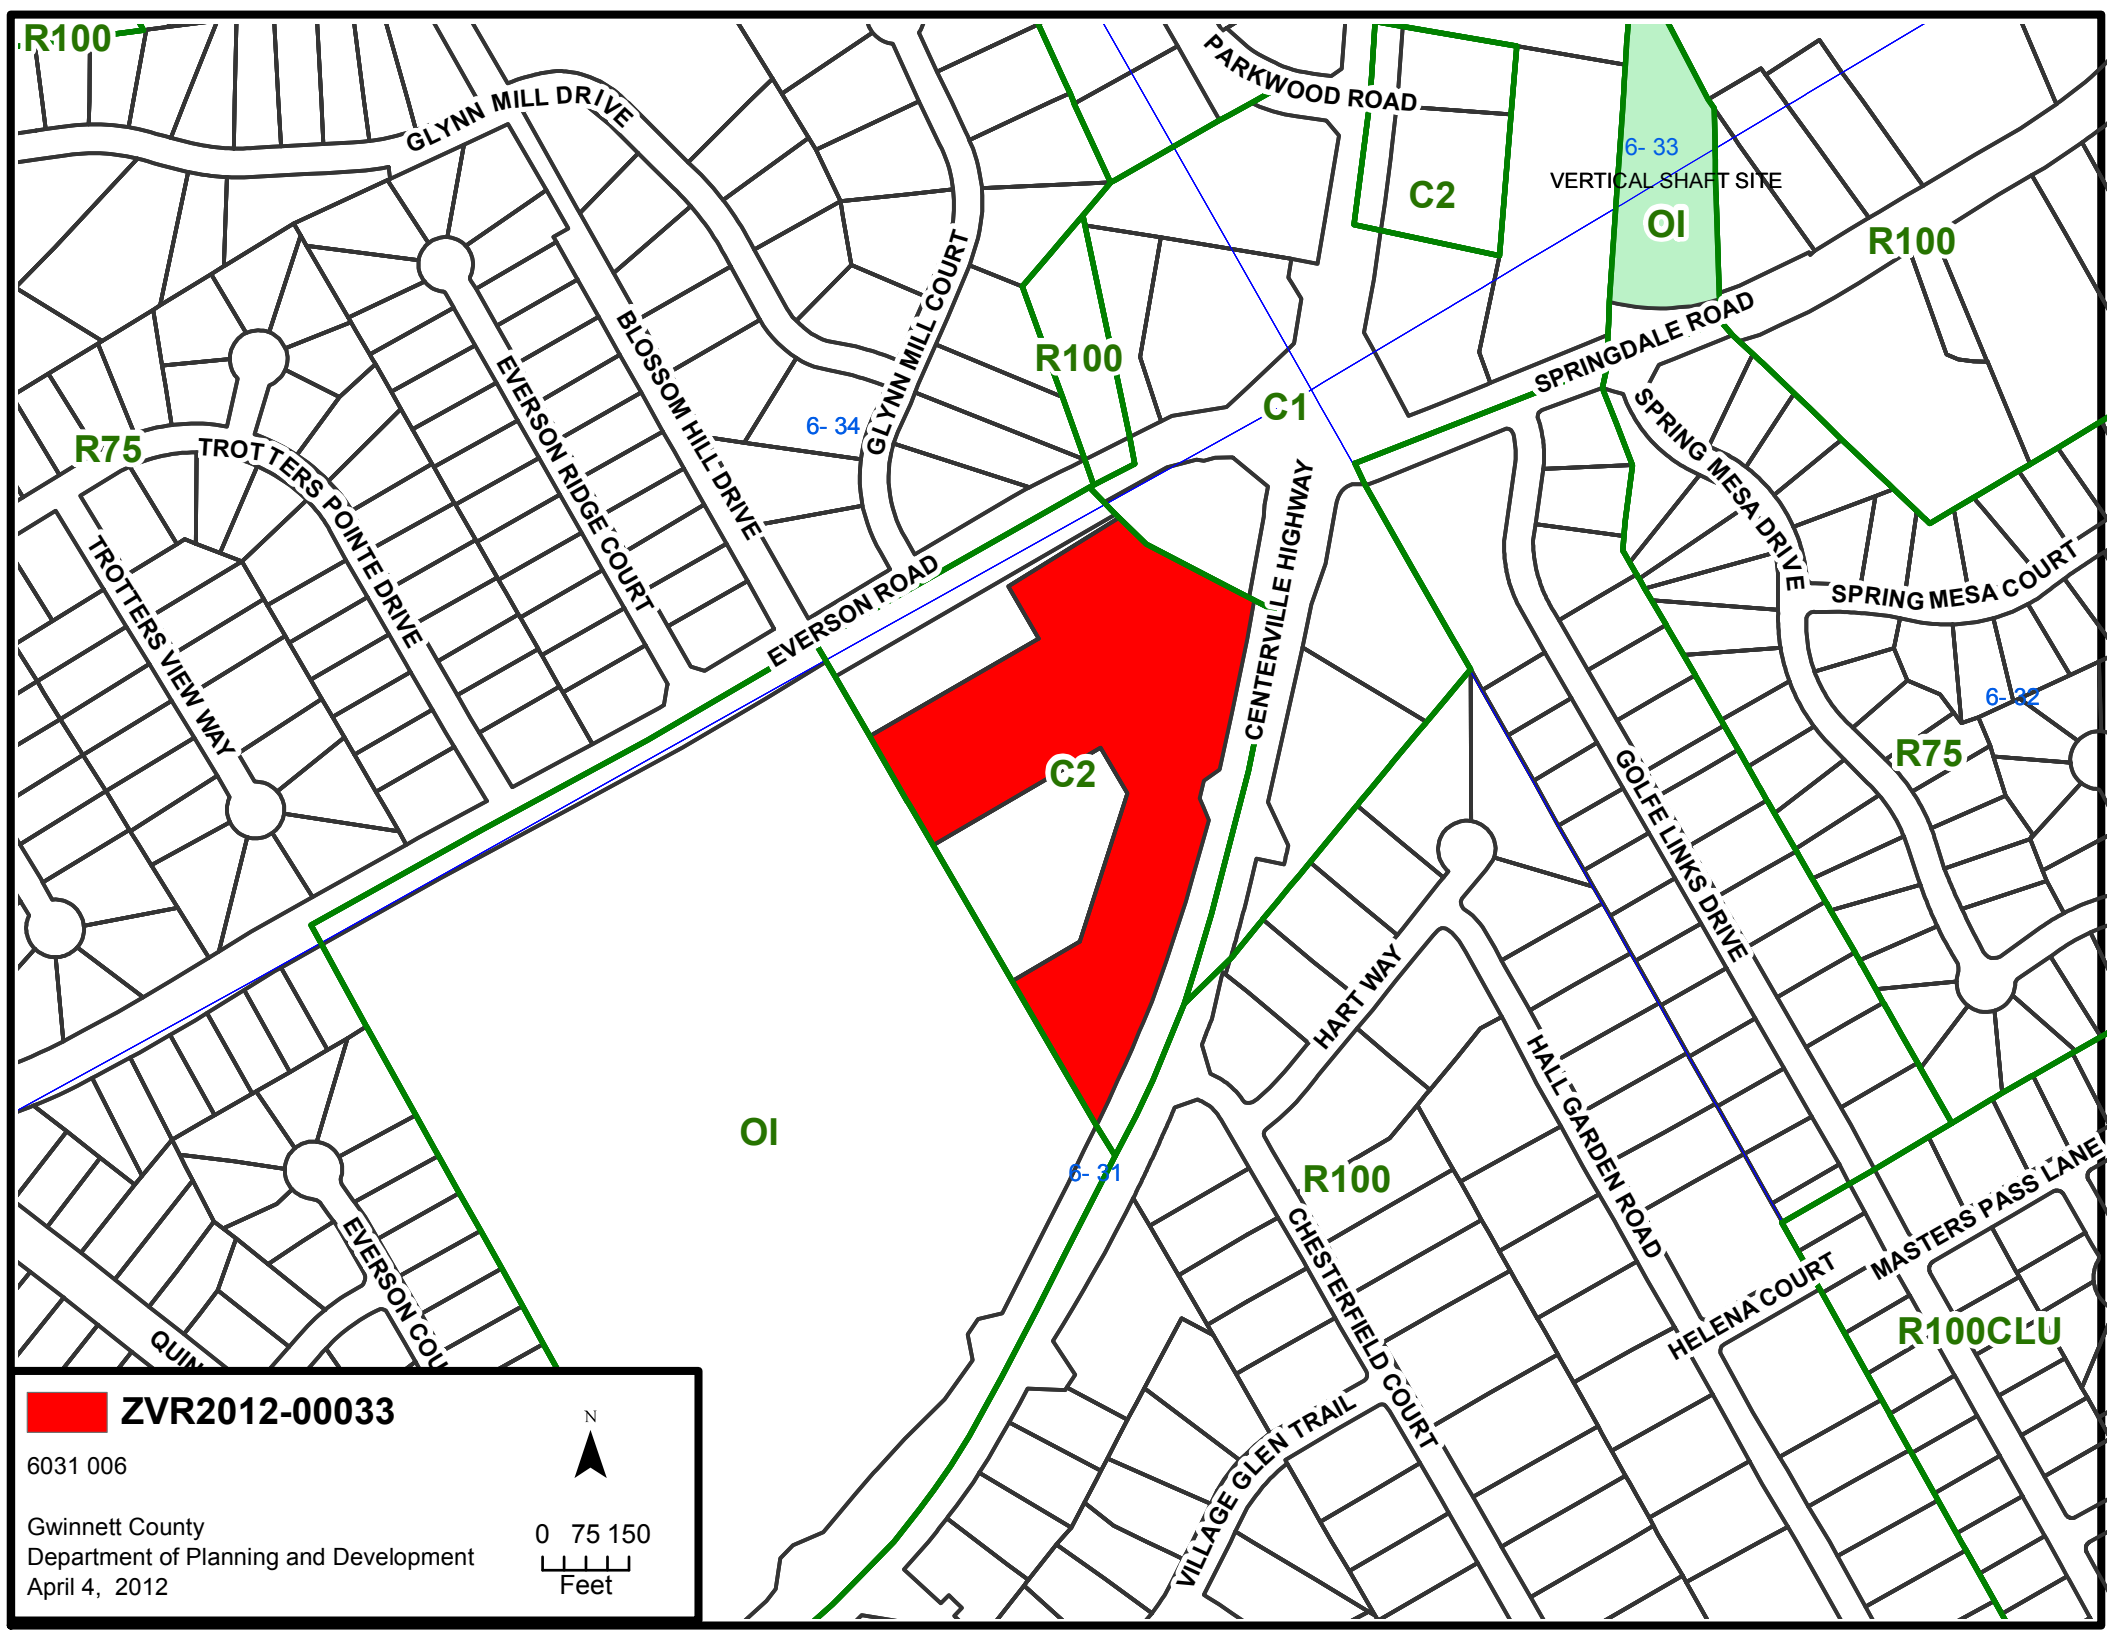 R100
GLYNN MILL DRIVE
PARKWOOD ROAD
6- 33
VERTICAL SHAFT SITE
C2
OI
R100
GLYNN MILL COURT
BLOSSOM HILL DRIVE
EVERSON RIDGE COURT
R100
C1
SPRINGDALE ROAD
6- 34
R75
TROTTERS POINTE DRIVE
SPRING MESA DRIVE
SPRING MESA COURT
TROTTERS VIEW WAY
EVERSON ROAD
CENTERVILLE HIGHWAY
6- 32
R75
C2
GOLFE LINKS DRIVE
HART WAY
HALL GARDEN ROAD
OI
6- 31
R100
MASTERS PASS LANE
CHESTERFIELD COURT
HELENA COURT
EVERSON COU
QUIN
R100CLU
VILLAGE GLEN TRAIL
ZVR2012-00033
N
6031 006
Gwinnett County
Department of Planning and Development
April 4, 2012
0 75 150
Feet